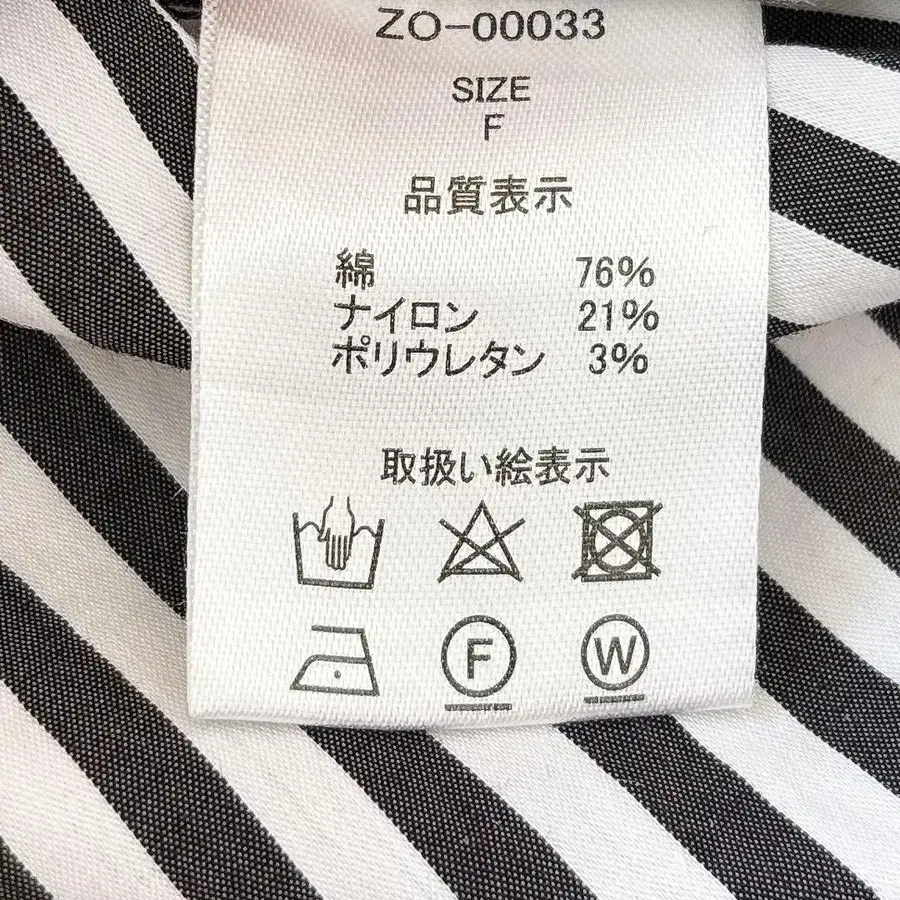 ZO-00033
SIZE
F
品質表示
綿 76%
ナイロン 21%
ポリウレタン 3%
取扱い絵表示
F W